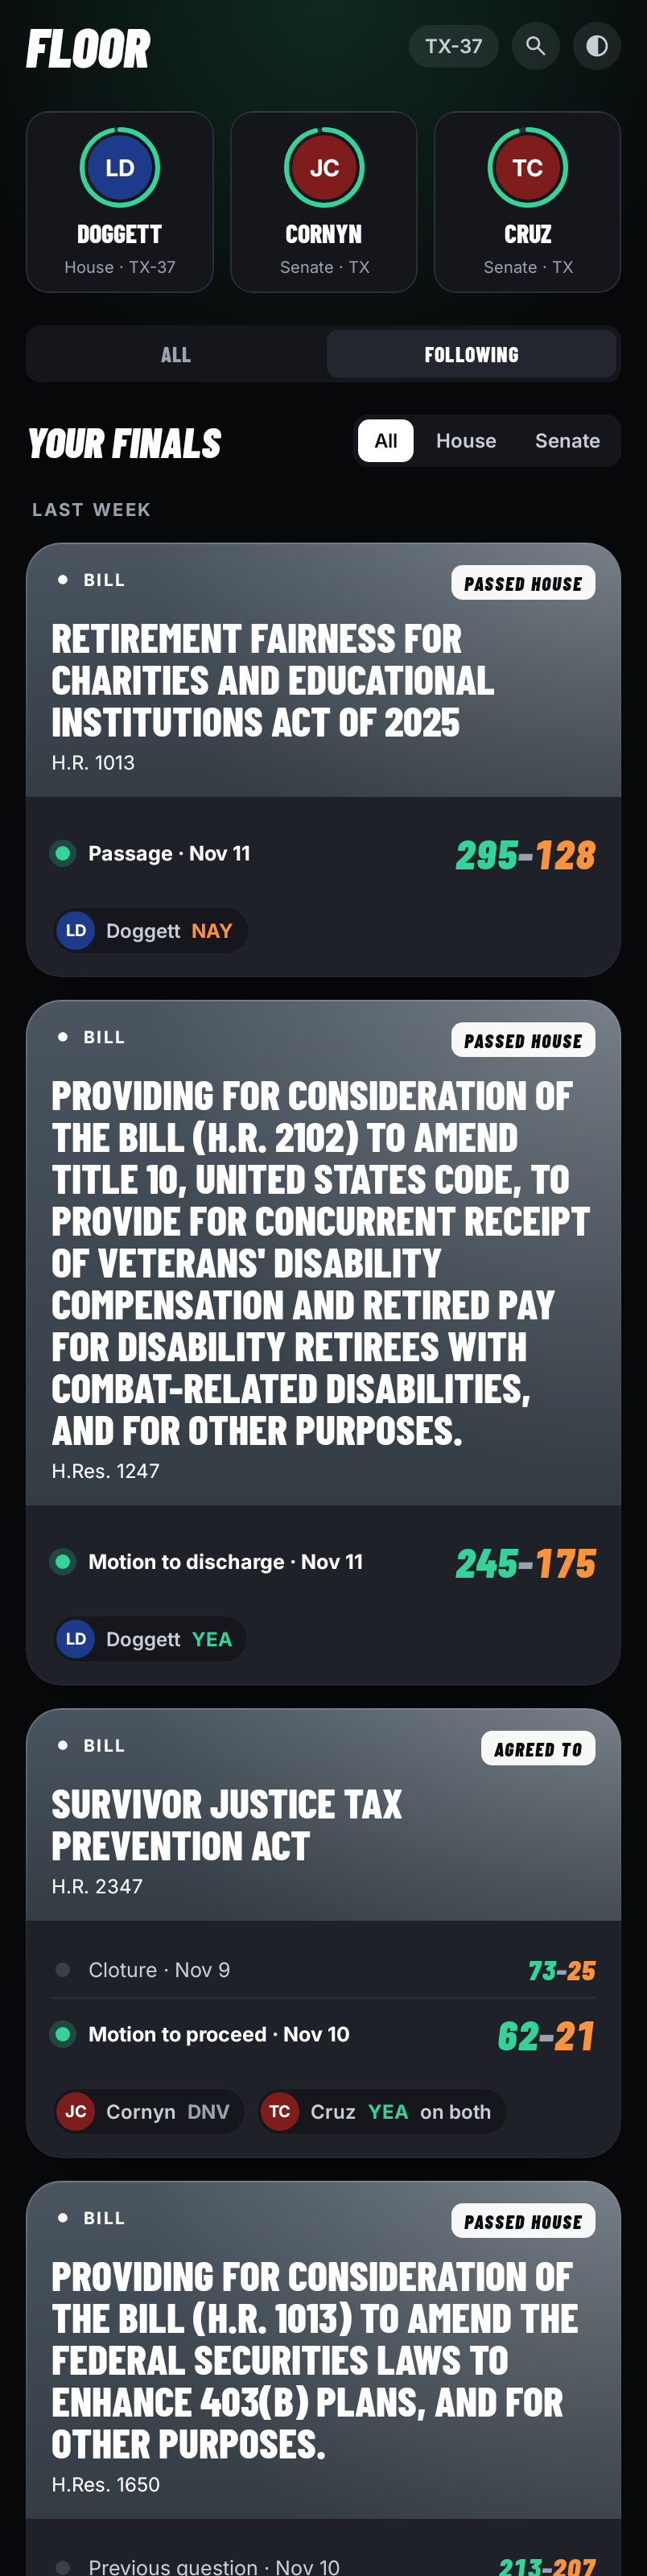 FLOOR
TX-37
LD
JC
TC
DOGGETT
CORNYN
CRUZ
House · TX-37
Senate · TX
Senate · TX
ALL
FOLLOWING
YOUR FINALS
All
House
Senate
LAST WEEK
BILL
PASSED HOUSE
RETIREMENT FAIRNESS FOR
CHARITIES AND EDUCATIONAL
INSTITUTIONS ACT OF 2025
H.R. 1013
Passage · Nov 11
295-128
LD Doggett NAY
BILL
PASSED HOUSE
PROVIDING FOR CONSIDERATION OF
THE BILL (H.R. 2102) TO AMEND
TITLE 10, UNITED STATES CODE, TO
PROVIDE FOR CONCURRENT RECEIPT
OF VETERANS' DISABILITY
COMPENSATION AND RETIRED PAY
FOR DISABILITY RETIREES WITH
COMBAT-RELATED DISABILITIES,
AND FOR OTHER PURPOSES.
H.Res. 1247
Motion to discharge · Nov 11
245-175
LD Doggett YEA
BILL
AGREED TO
SURVIVOR JUSTICE TAX
PREVENTION ACT
H.R. 2347
Cloture · Nov 9
73-25
Motion to proceed · Nov 10
62-21
JC Cornyn DNV
TC Cruz YEA on both
BILL
PASSED HOUSE
PROVIDING FOR CONSIDERATION OF
THE BILL (H.R. 1013) TO AMEND THE
FEDERAL SECURITIES LAWS TO
ENHANCE 403(B) PLANS, AND FOR
OTHER PURPOSES.
H.Res. 1650
Previous question · Nov 10
213-207